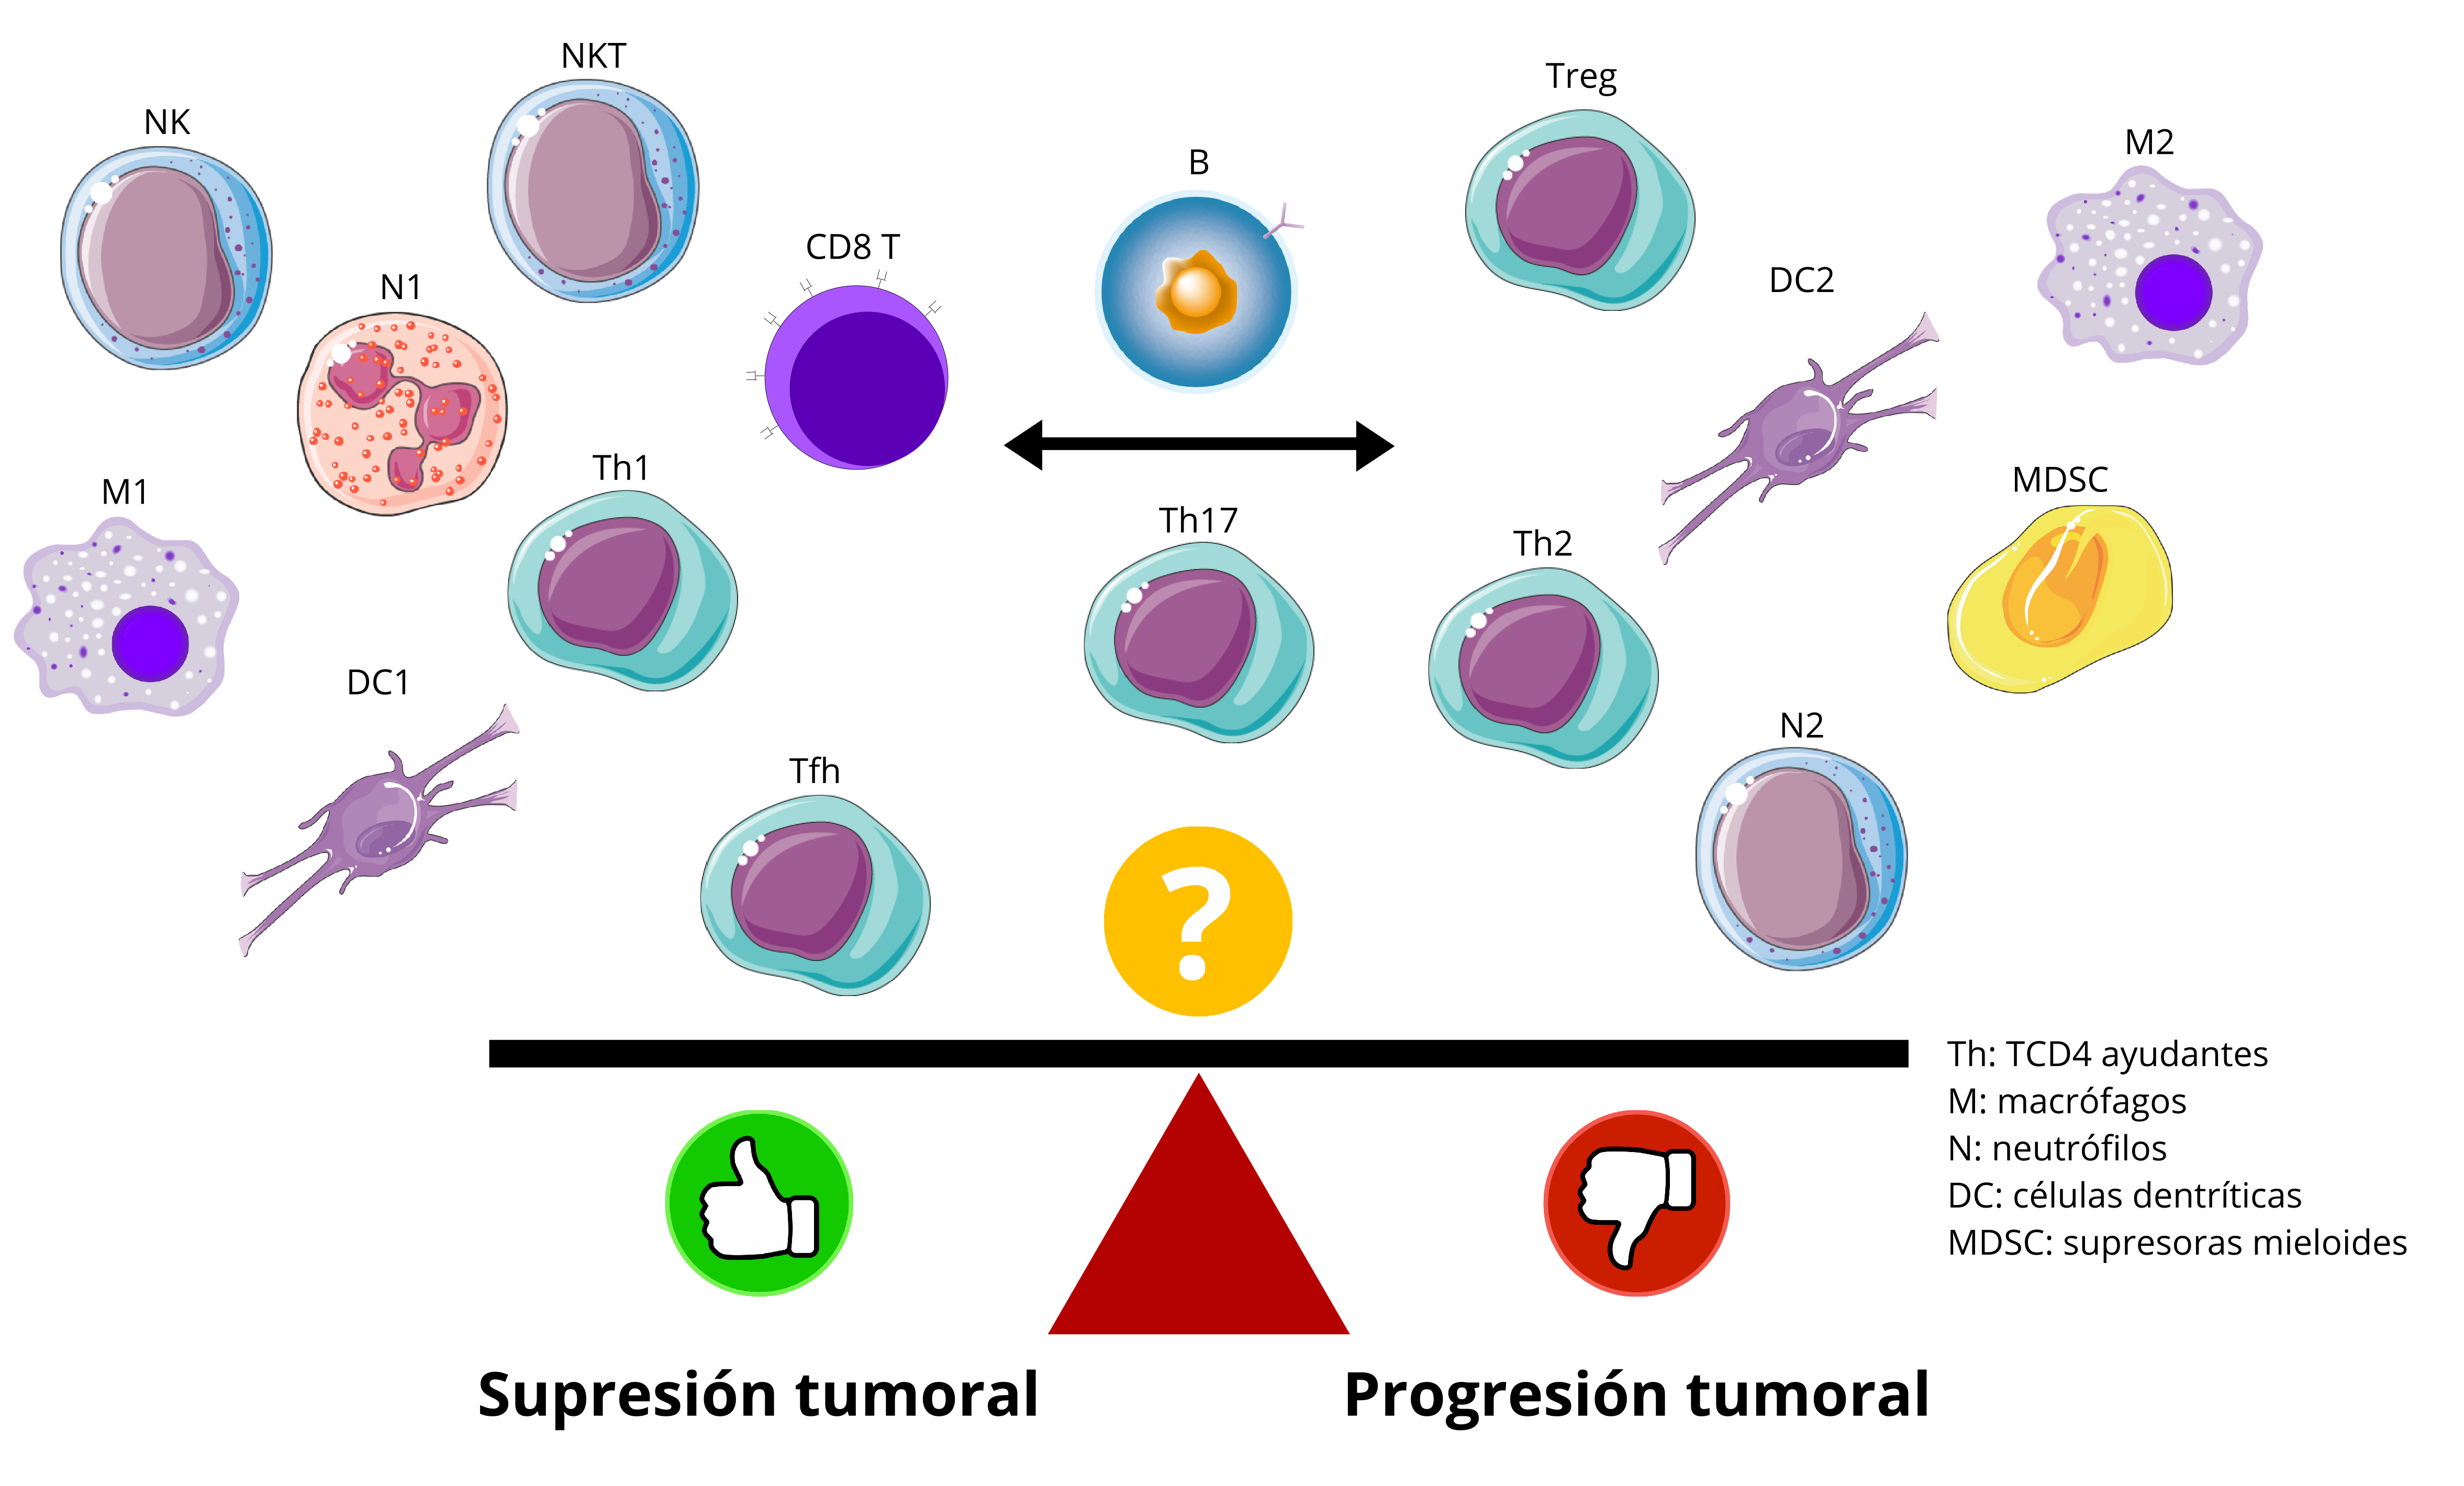 NKT
Treg
NK
M2
B
CD8 T
DC2
N1
Th1
MDSC
M1
Th17
Th2
DC1
N2
Tfh
?
Th: TCD4 ayudantes
M: macrófagos
N: neutrófilos
DC: células dentríticas
MDSC: supresoras mieloides
Supresión tumoral
Progresión tumoral